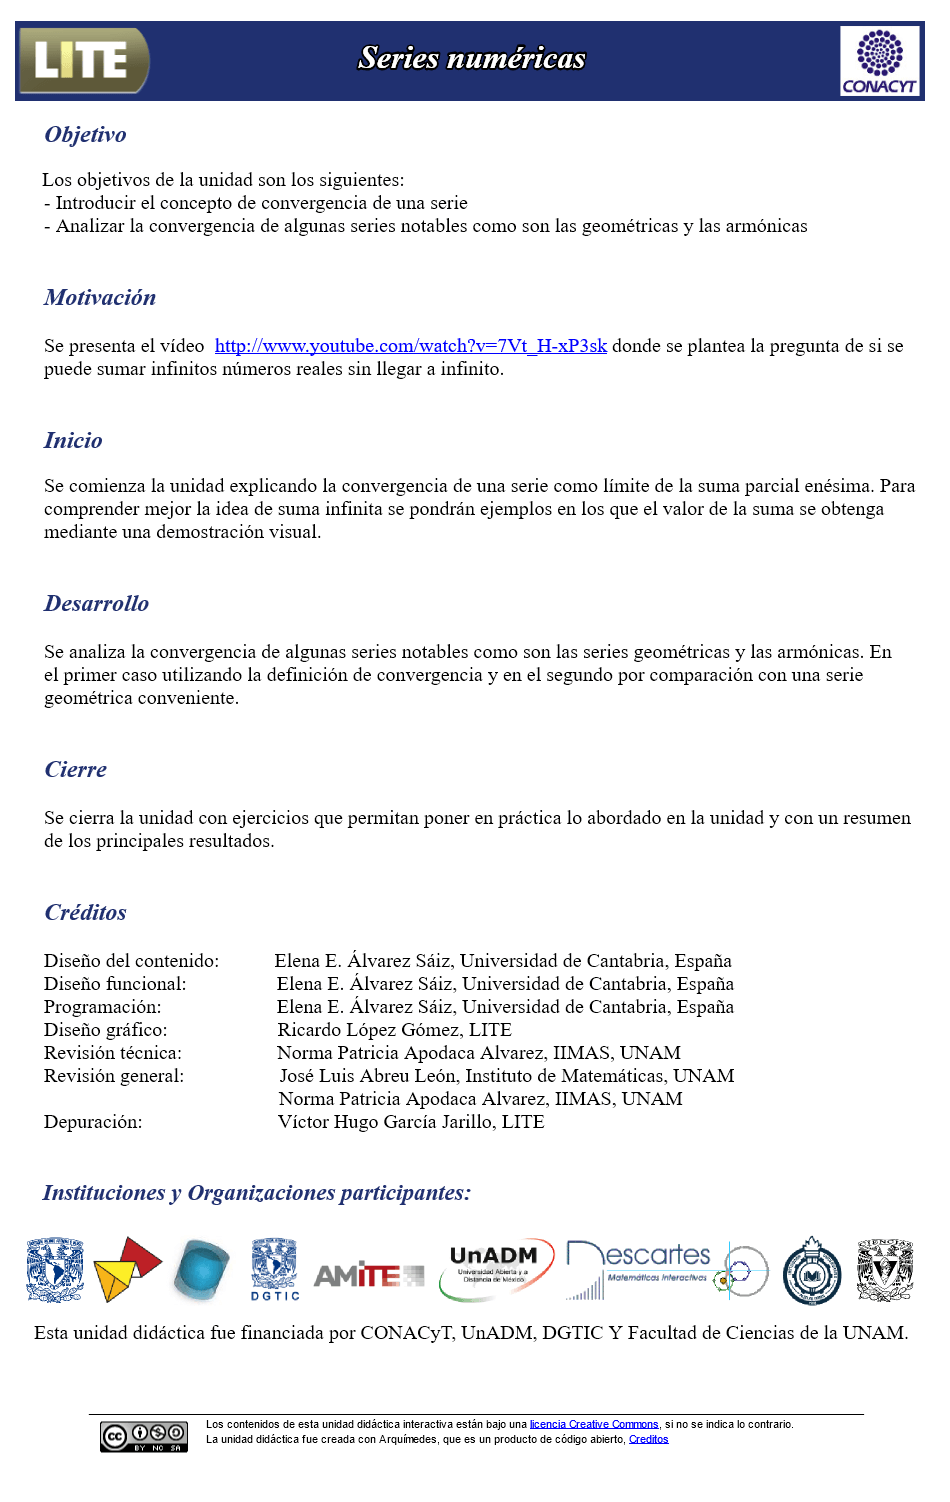 LITE
Series numéricas
CONACYT
Objetivo
Los objetivos de la unidad son los siguientes:
- Introducir el concepto de convergencia de una serie
- Analizar la convergencia de algunas series notables como son las geométricas y las armónicas
Motivación
Se presenta el vídeo http://www.youtube.com/watch?v=7Vt_H-xP3sk donde se plantea la pregunta de si se
puede sumar infinitos números reales sin llegar a infinito.
Inicio
Se comienza la unidad explicando la convergencia de una serie como límite de la suma parcial enésima. Para
comprender mejor la idea de suma infinita se pondrán ejemplos en los que el valor de la suma se obtenga
mediante una demostración visual.
Desarrollo
Se analiza la convergencia de algunas series notables como son las series geométricas y las armónicas. En
el primer caso utilizando la definición de convergencia y en el segundo por comparación con una serie
geométrica conveniente.
Cierre
Se cierra la unidad con ejercicios que permitan poner en práctica lo abordado en la unidad y con un resumen
de los principales resultados.
Créditos
Diseño del contenido: Elena E. Álvarez Sáiz, Universidad de Cantabria, España
Diseño funcional: Elena E. Álvarez Sáiz, Universidad de Cantabria, España
Programación: Elena E. Álvarez Sáiz, Universidad de Cantabria, España
Diseño gráfico: Ricardo López Gómez, LITE
Revisión técnica: Norma Patricia Apodaca Alvarez, IIMAS, UNAM
Revisión general: José Luis Abreu León, Instituto de Matemáticas, UNAM
Norma Patricia Apodaca Alvarez, IIMAS, UNAM
Depuración: Víctor Hugo García Jarillo, LITE
Instituciones y Organizaciones participantes:
DGTIC
AMiTE
UnADM
Universidad Abierta y a
Distancia de México
Descartes
Matemáticas Interactivas
CIENCIAS
Esta unidad didáctica fue financiada por CONACyT, UnADM, DGTIC Y Facultad de Ciencias de la UNAM.
cc BY NC SA
Los contenidos de esta unidad didáctica interactiva están bajo una licencia Creative Commons, si no se indica lo contrario.
La unidad didáctica fue creada con Arquímedes, que es un producto de código abierto, Creditos